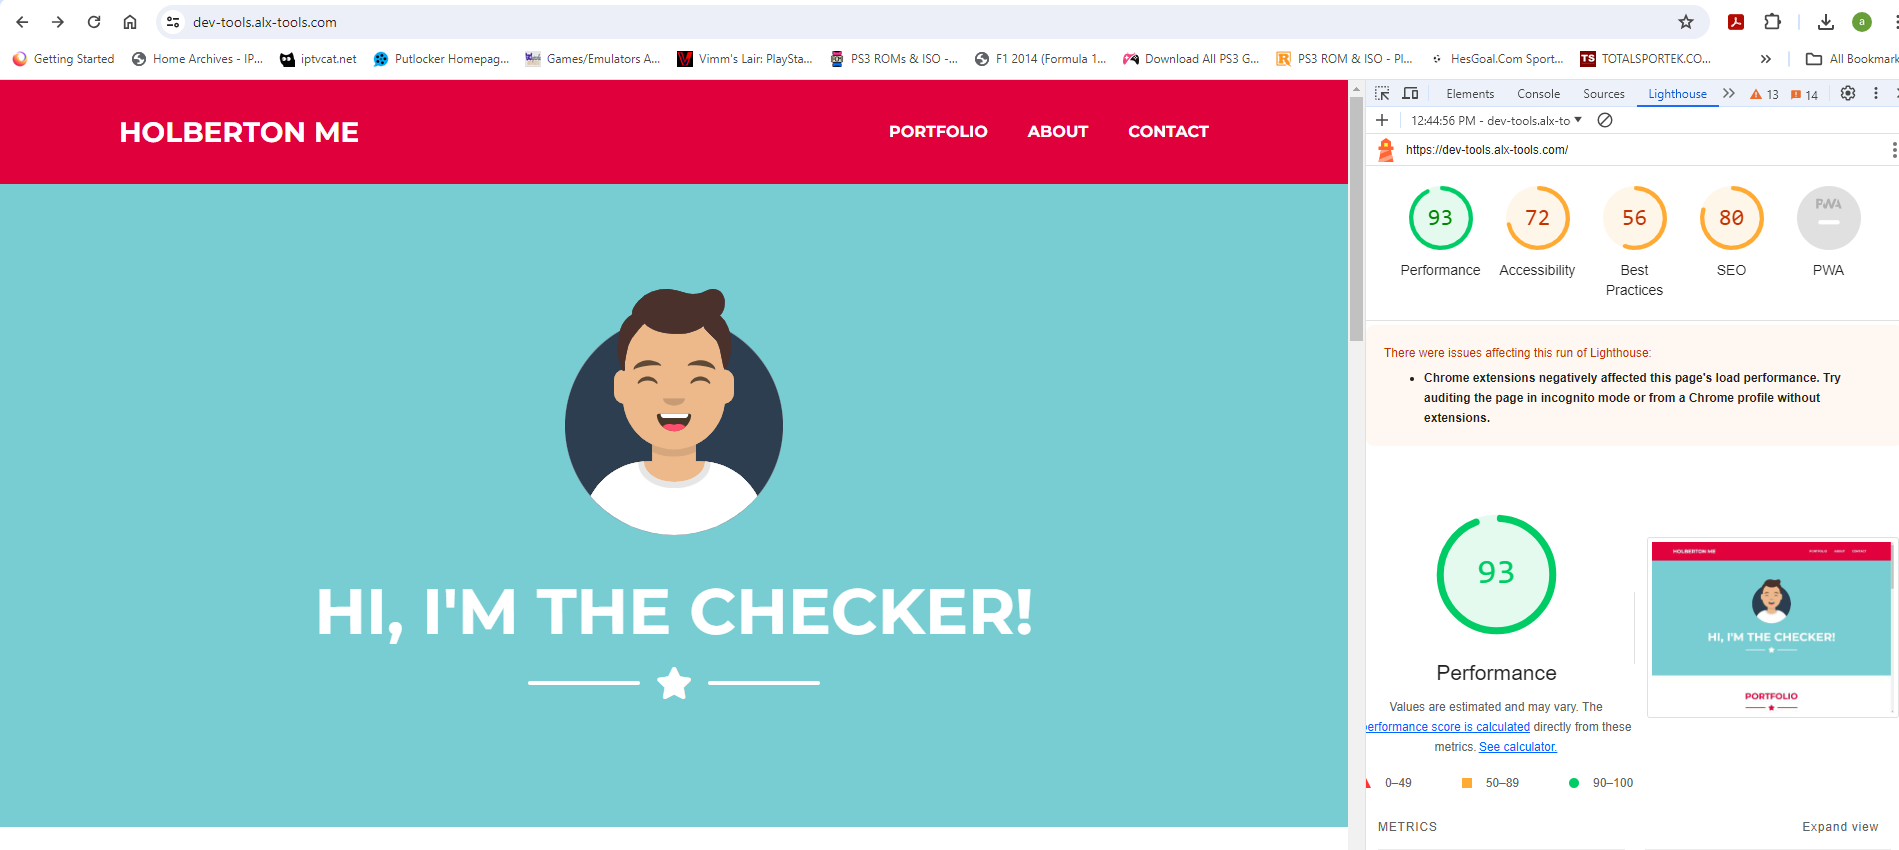 dev-tools.alx-tools.com
a
Getting Started
Home Archives - IP...
iptvcat.net
Putlocker Homepag...
Games/Emulators A...
Vimm's Lair: PlaySta...
PS3 ROMs & ISO -...
F1 2014 (Formula 1...
Download All PS3 G...
PS3 ROM & ISO - Pl...
HesGoal.Com Sport...
TS TOTALSPORTEK.CO...
All Bookmark
HOLBERTON ME
PORTFOLIO ABOUT CONTACT
HI, I'M THE CHECKER!
Elements Console Sources Lighthouse 13 14
12:44:56 PM - dev-tools.alx-to
https://dev-tools.alx-tools.com/
93 72 56 80 PWA
Performance Accessibility Best SEO PWA
Practices
There were issues affecting this run of Lighthouse:
Chrome extensions negatively affected this page's load performance. Try
auditing the page in incognito mode or from a Chrome profile without
extensions.
93
Performance
Values are estimated and may vary. The
performance score is calculated directly from these
metrics. See calculator.
0–49 50–89 90–100
HOLBERTON ME PORTFOLIO ABOUT CONTACT
HI, I'M THE CHECKER!
PORTFOLIO
METRICS
Expand view